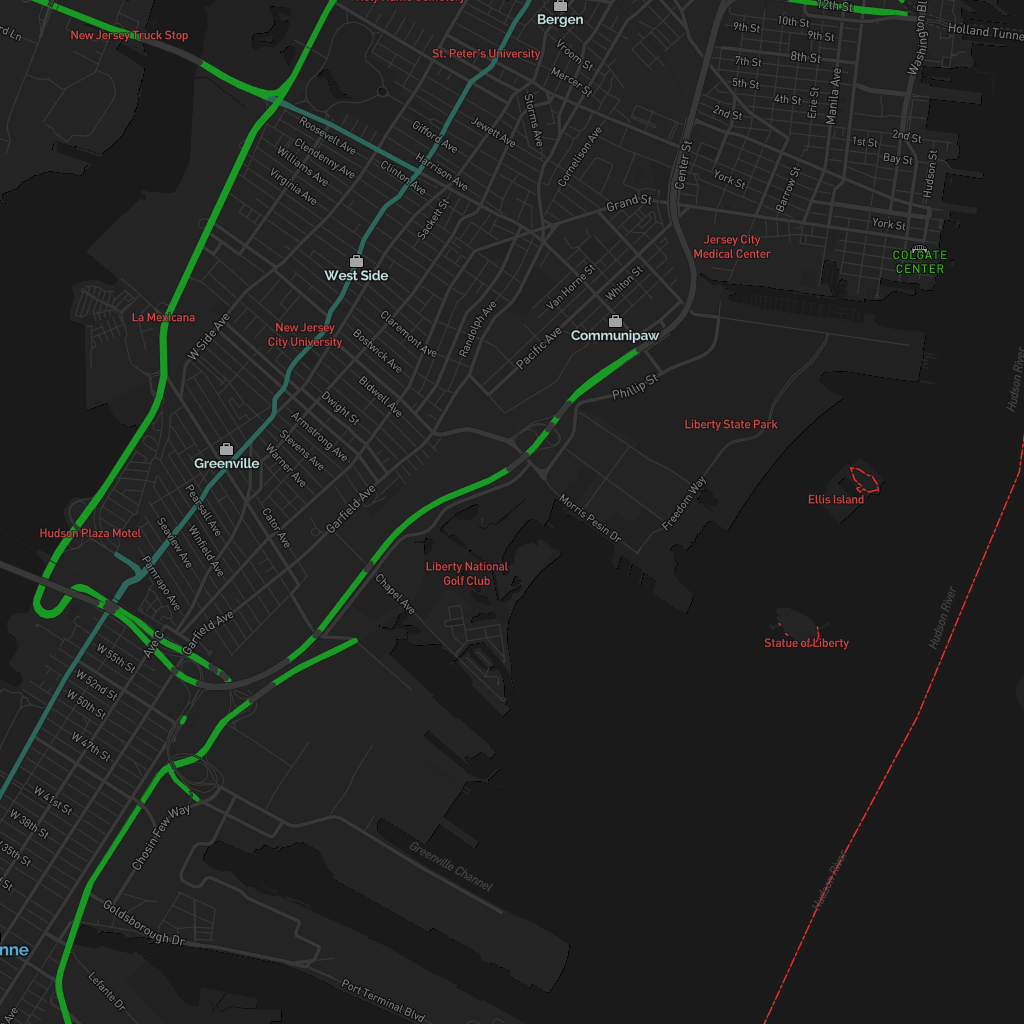 New Jersey Truck Stop
Bergen
12th St
10th St
9th St
9th St
Holland Tunne
St. Peter's University
Vroom St
Mercer St
8th St
7th St
5th St
4th St
Erie St
Manila Ave
2nd St
Storms Ave
Jewett Ave
Gifford Ave
Roosevelt Ave
Clendenny Ave
Williams Ave
Virginia Ave
Clinton Ave
Harrison Ave
Sackett St
Cornelison Ave
Center St
1st St
2nd St
Bay St
Hudson St
York St
Barrow St
Grand St
York St
Jersey City
Medical Center
COLGATE
CENTER
West Side
Van Horne St
Whiton St
La Mexicana
W Side Ave
New Jersey
City University
Claremont Ave
Bostwick Ave
Randolph Ave
Pacific Ave
Communipaw
Hudson River
Bidwell Ave
Dwight St
Phillip St
Armstrong Ave
Stevens Ave
Warner Ave
Liberty State Park
Greenville
Garfield Ave
Freedom Way
Ellis Island
Pearsall Ave
Cator Ave
Morris Pesin Dr
Hudson Plaza Motel
Seaview Ave
Winfield Ave
Pamrapo Ave
Liberty National
Golf Club
Chapel Ave
Hudson River
Garfield Ave
Ave C
Statue of Liberty
W 55th St
W 52nd St
W 50th St
W 47th St
W 41st St
W 38th St
35th St
Chosin Few Way
Greenville Channel
Hudson River
Goldsborough Dr
nne
Lefante Dr
Port Terminal Blvd